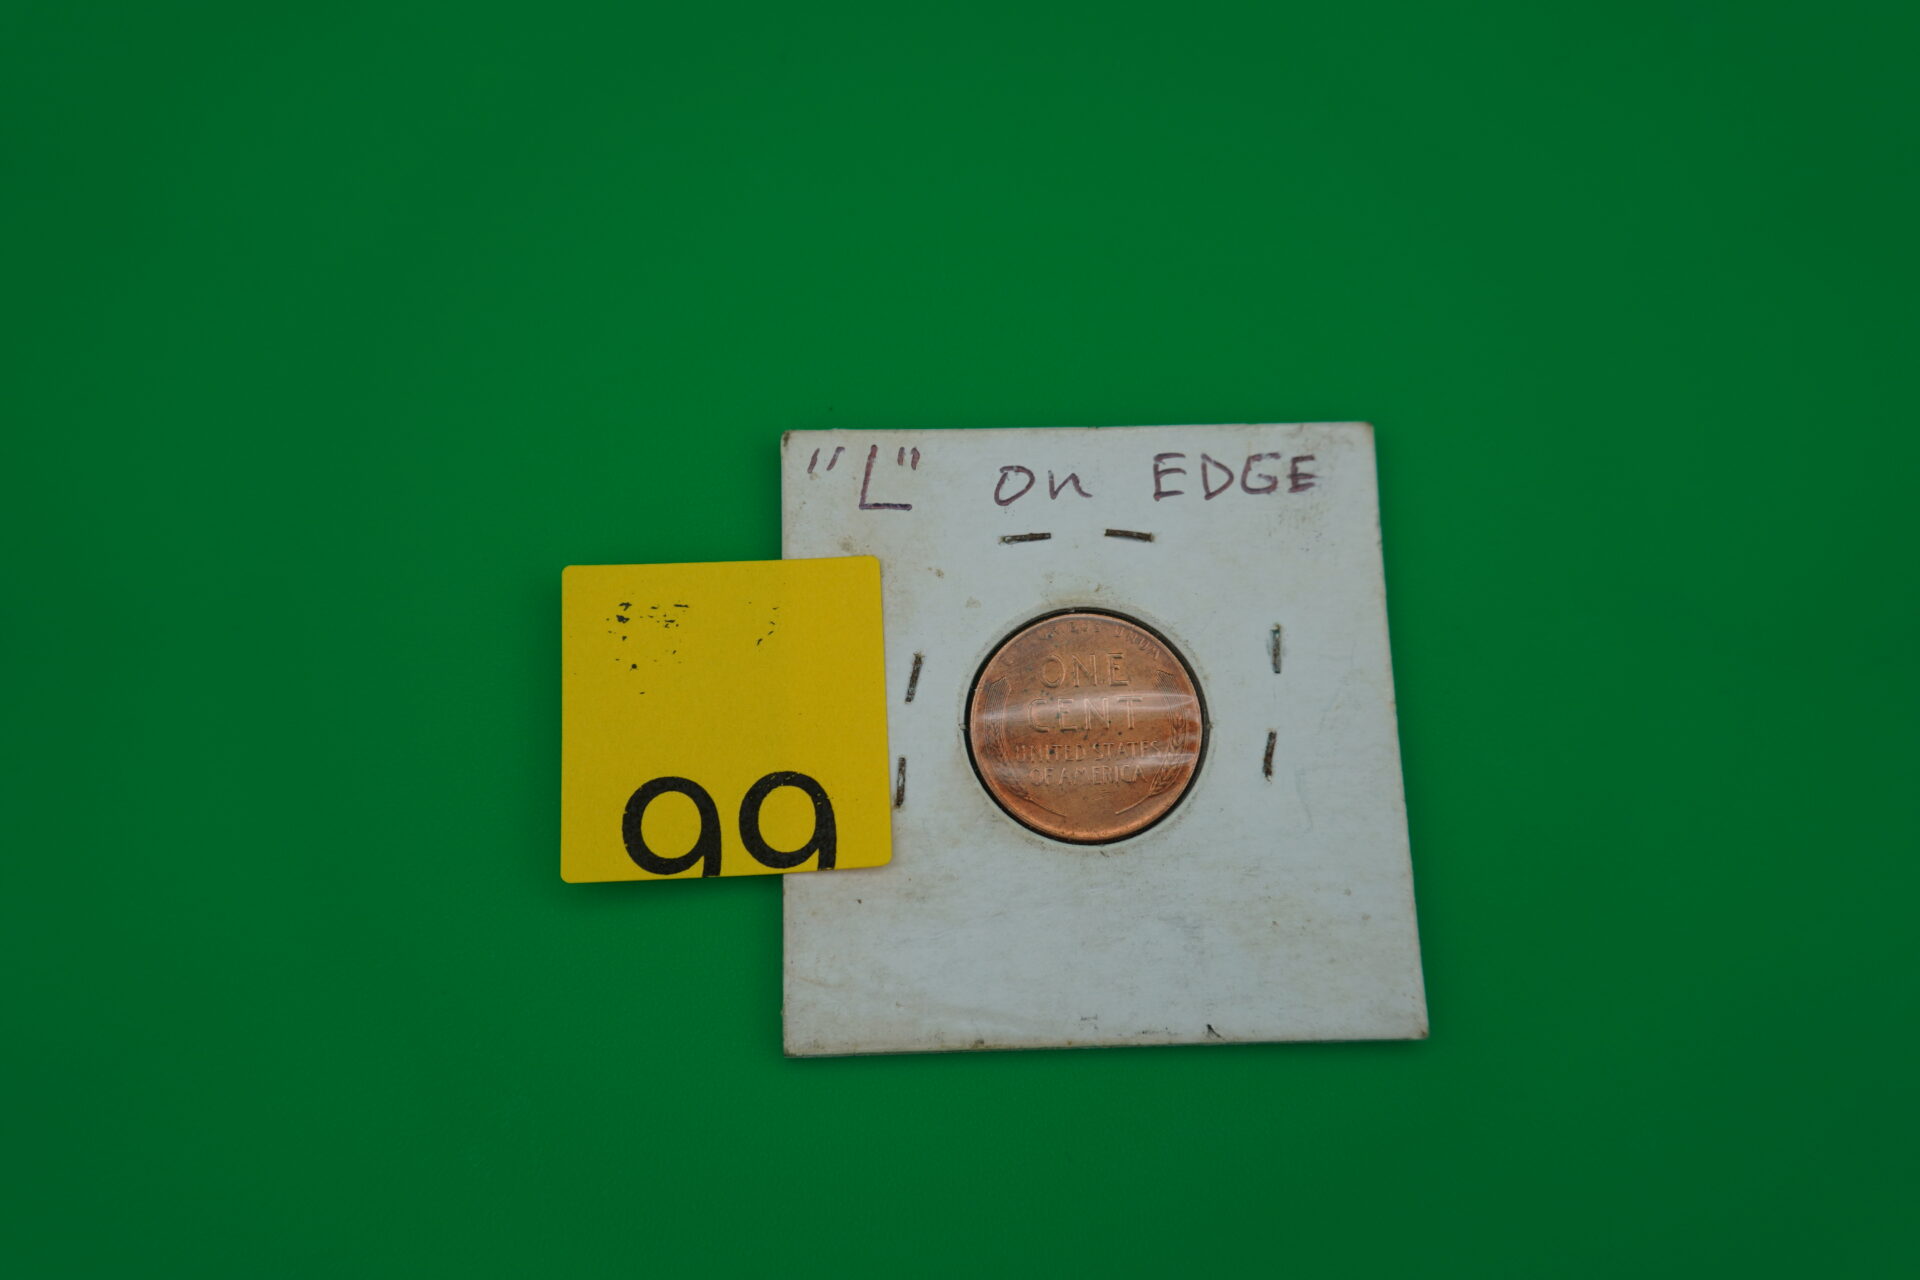 "L" on EDGE
99
ONE
CENT
UNITED STATES
OF AMERICA